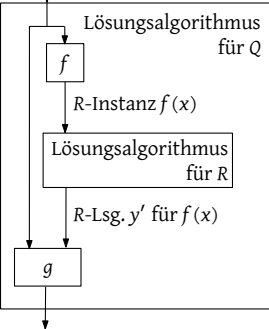 Lösungsalgorithmus
für Q
f
R-Instanz f(x)
Lösungsalgorithmus
für R
R-Lsg. y′ für f(x)
g